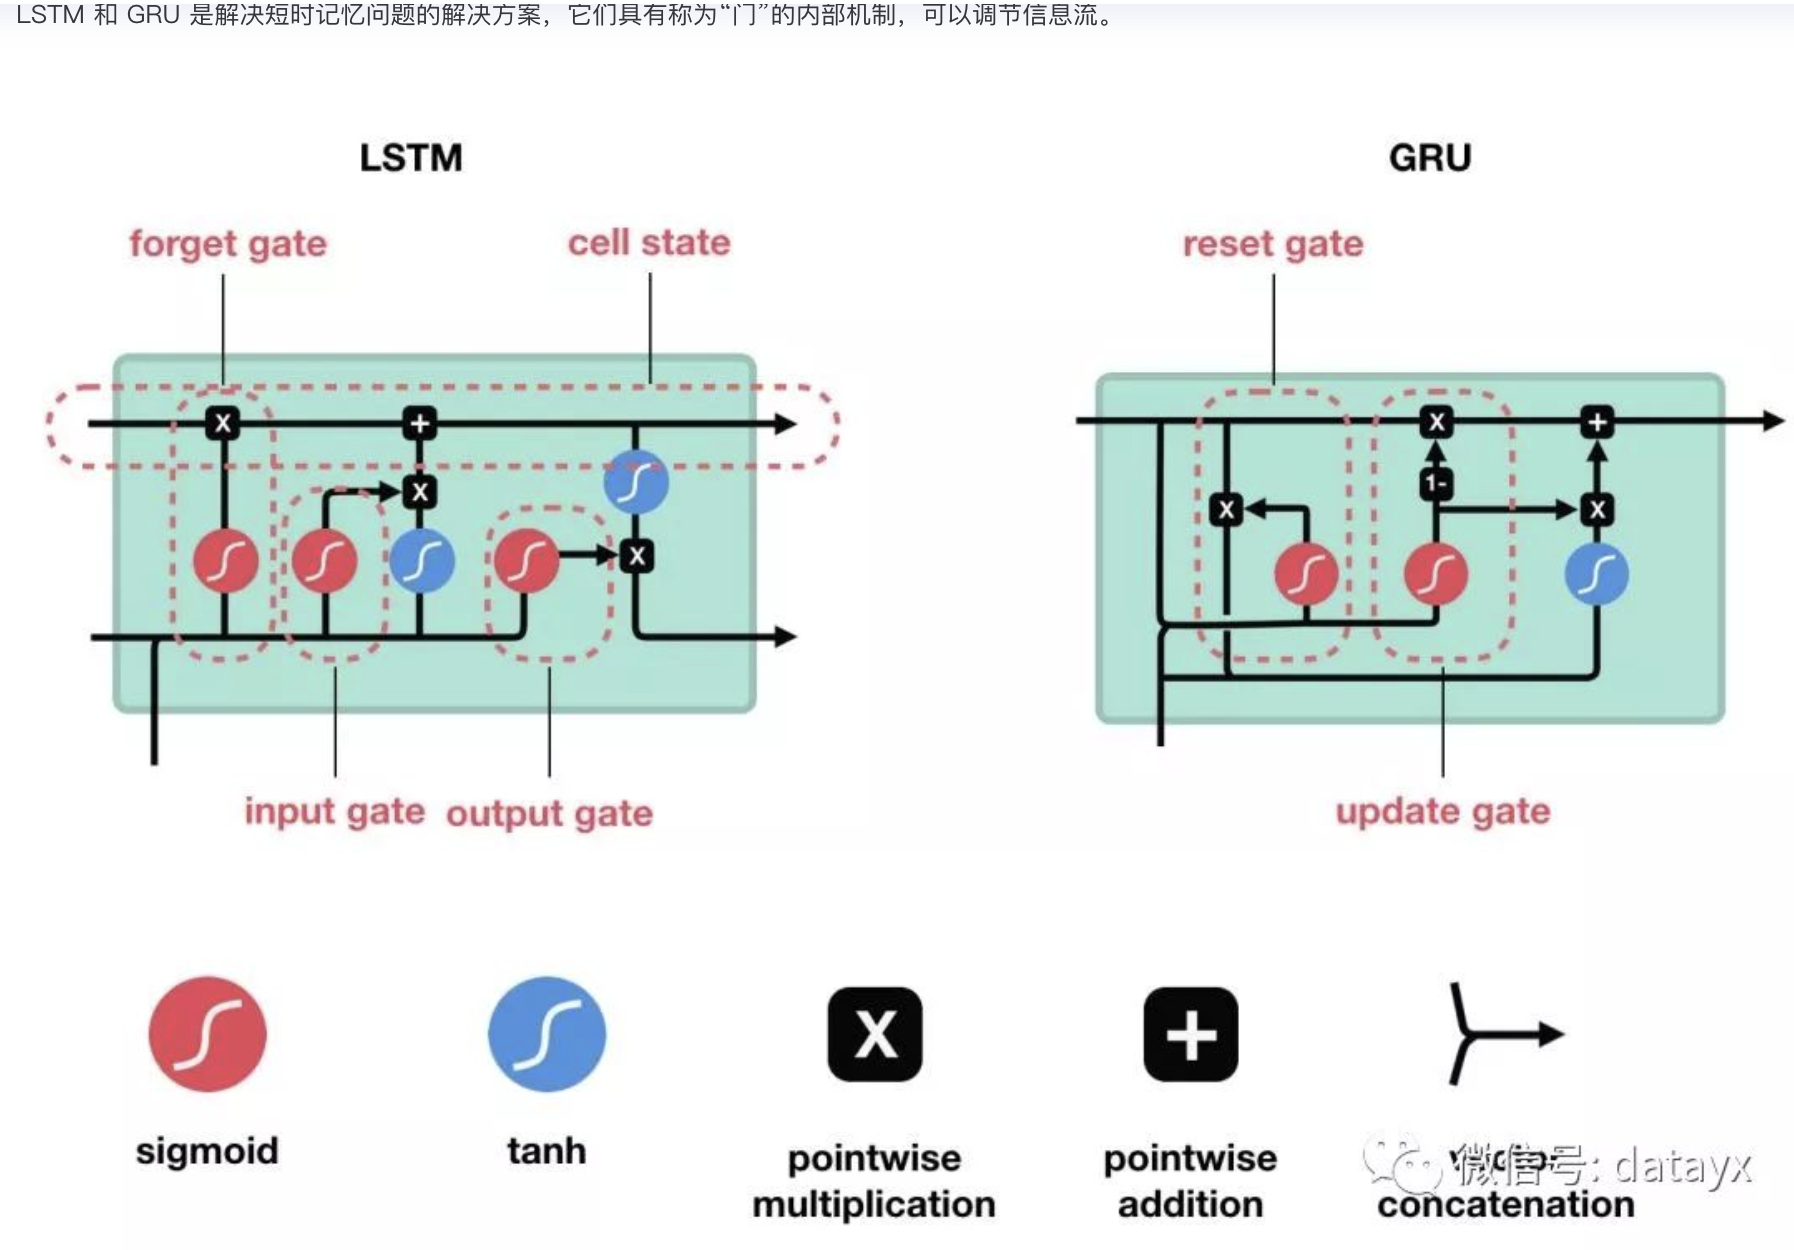 LSTM 和 GRU 是解决短时记忆问题的解决方案，它们具有称为“门”的内部机制，可以调节信息流。
LSTM
GRU
forget gate
cell state
reset gate
X
+
X
+
X
1-
X
X
X
input gate
output gate
update gate
X
+
sigmoid
tanh
pointwise
multiplication
pointwise
addition
微信号: datayx
concatenation